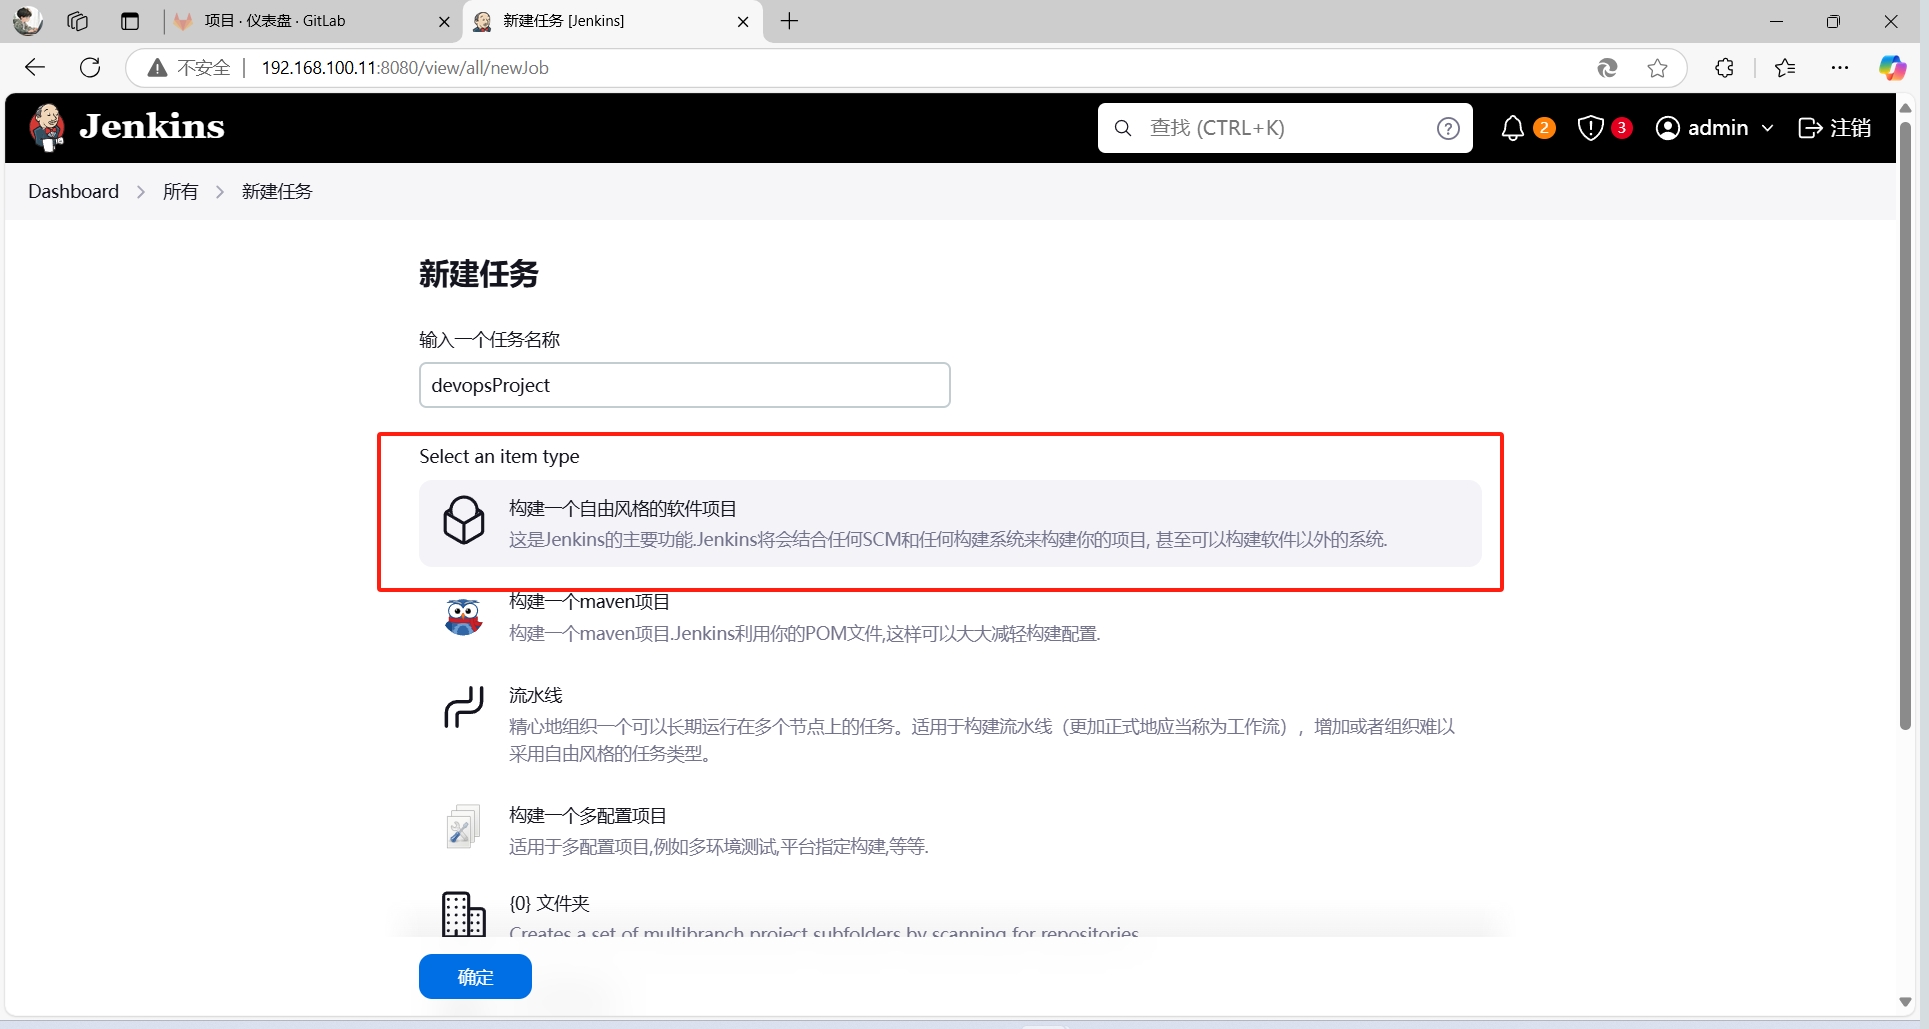 项目 · 仪表盘 · GitLab
新建任务 [Jenkins]
不安全 192.168.100.11:8080/view/all/newJob
Jenkins
查找 (CTRL+K)
2
3
admin
注销
Dashboard
所有
新建任务
新建任务
输入一个任务名称
devopsProject
Select an item type
构建一个自由风格的软件项目
这是Jenkins的主要功能.Jenkins将会结合任何SCM和任何构建系统来构建你的项目, 甚至可以构建软件以外的系统.
构建一个maven项目
构建一个maven项目.Jenkins利用你的POM文件,这样可以大大减轻构建配置.
流水线
精心地组织一个可以长期运行在多个节点上的任务。适用于构建流水线（更加正式地应当称为工作流），增加或者组织难以
采用自由风格的任务类型。
构建一个多配置项目
适用于多配置项目,例如多环境测试,平台指定构建,等等.
{0} 文件夹
Creates a set of multibranch project subfolders by scanning for repositories.
确定